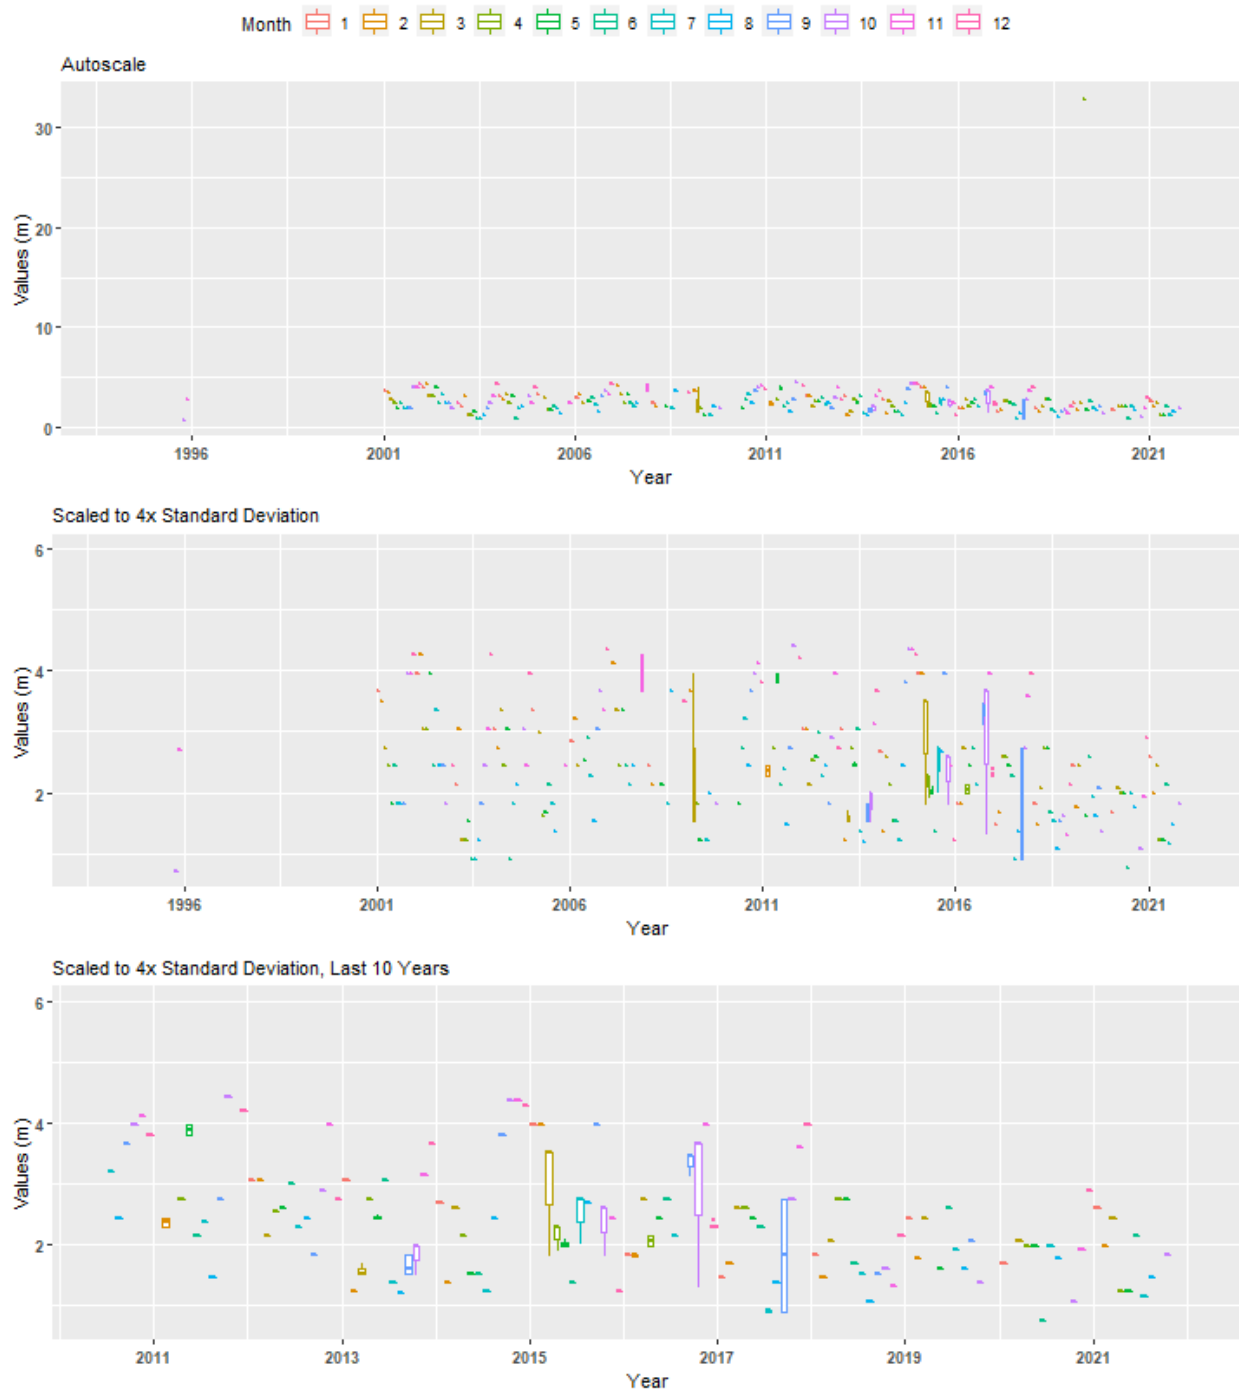 Month 1 2 3 4 5 6 7 8 9 10 11 12
Autoscale
30
20
10
0
Values (m)
1996 2001 2006 2011 2016 2021
Year
Scaled to 4x Standard Deviation
6
4
2
Values (m)
1996 2001 2006 2011 2016 2021
Year
Scaled to 4x Standard Deviation, Last 10 Years
6
4
2
Values (m)
2011 2013 2015 2017 2019 2021
Year